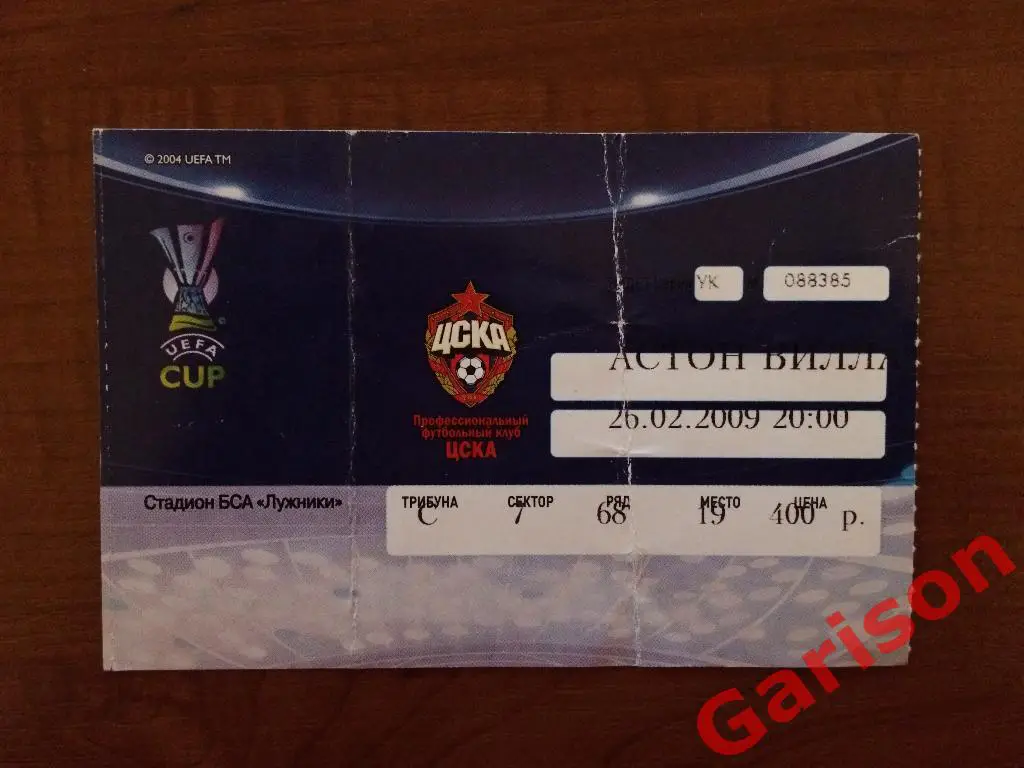 © 2004 UEFA TM
УК 088385
UEFA
CUP
ЦСКА
АСТОН ВИЛЛА
26.02.2009 20:00
Профессиональный
футбольный клуб
ЦСКА
Стадион БСА «Лужники»
ТРИБУНА СЕКТОР РЯД МЕСТО ЦЕНА
С 7 68 19 400 р.
Garison